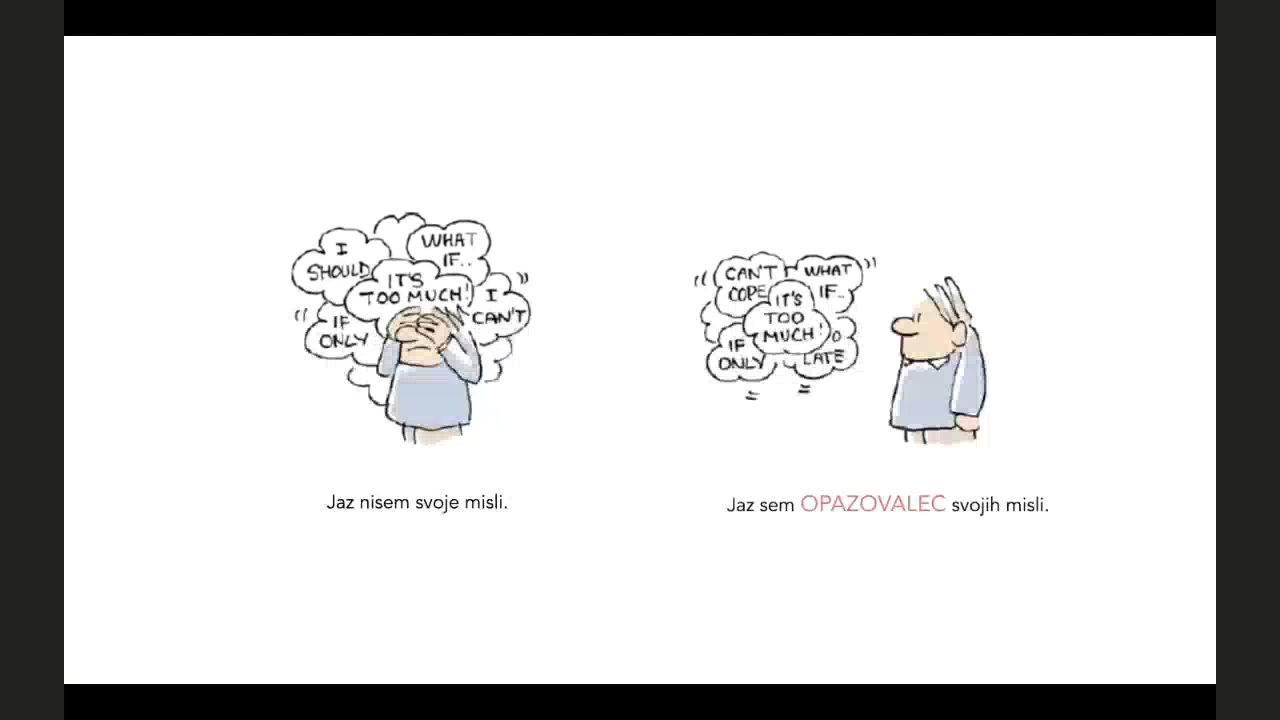 I
SHOULD
WHAT
IF..
IT'S
TOO MUCH!
I
CAN'T
IF
ONLY
Jaz nisem svoje misli.
CAN'T
COPE
WHAT
IF..
IT'S
TOO
MUCH!
IF
ONLY
LATE
Jaz sem OPAZOVALEC svojih misli.